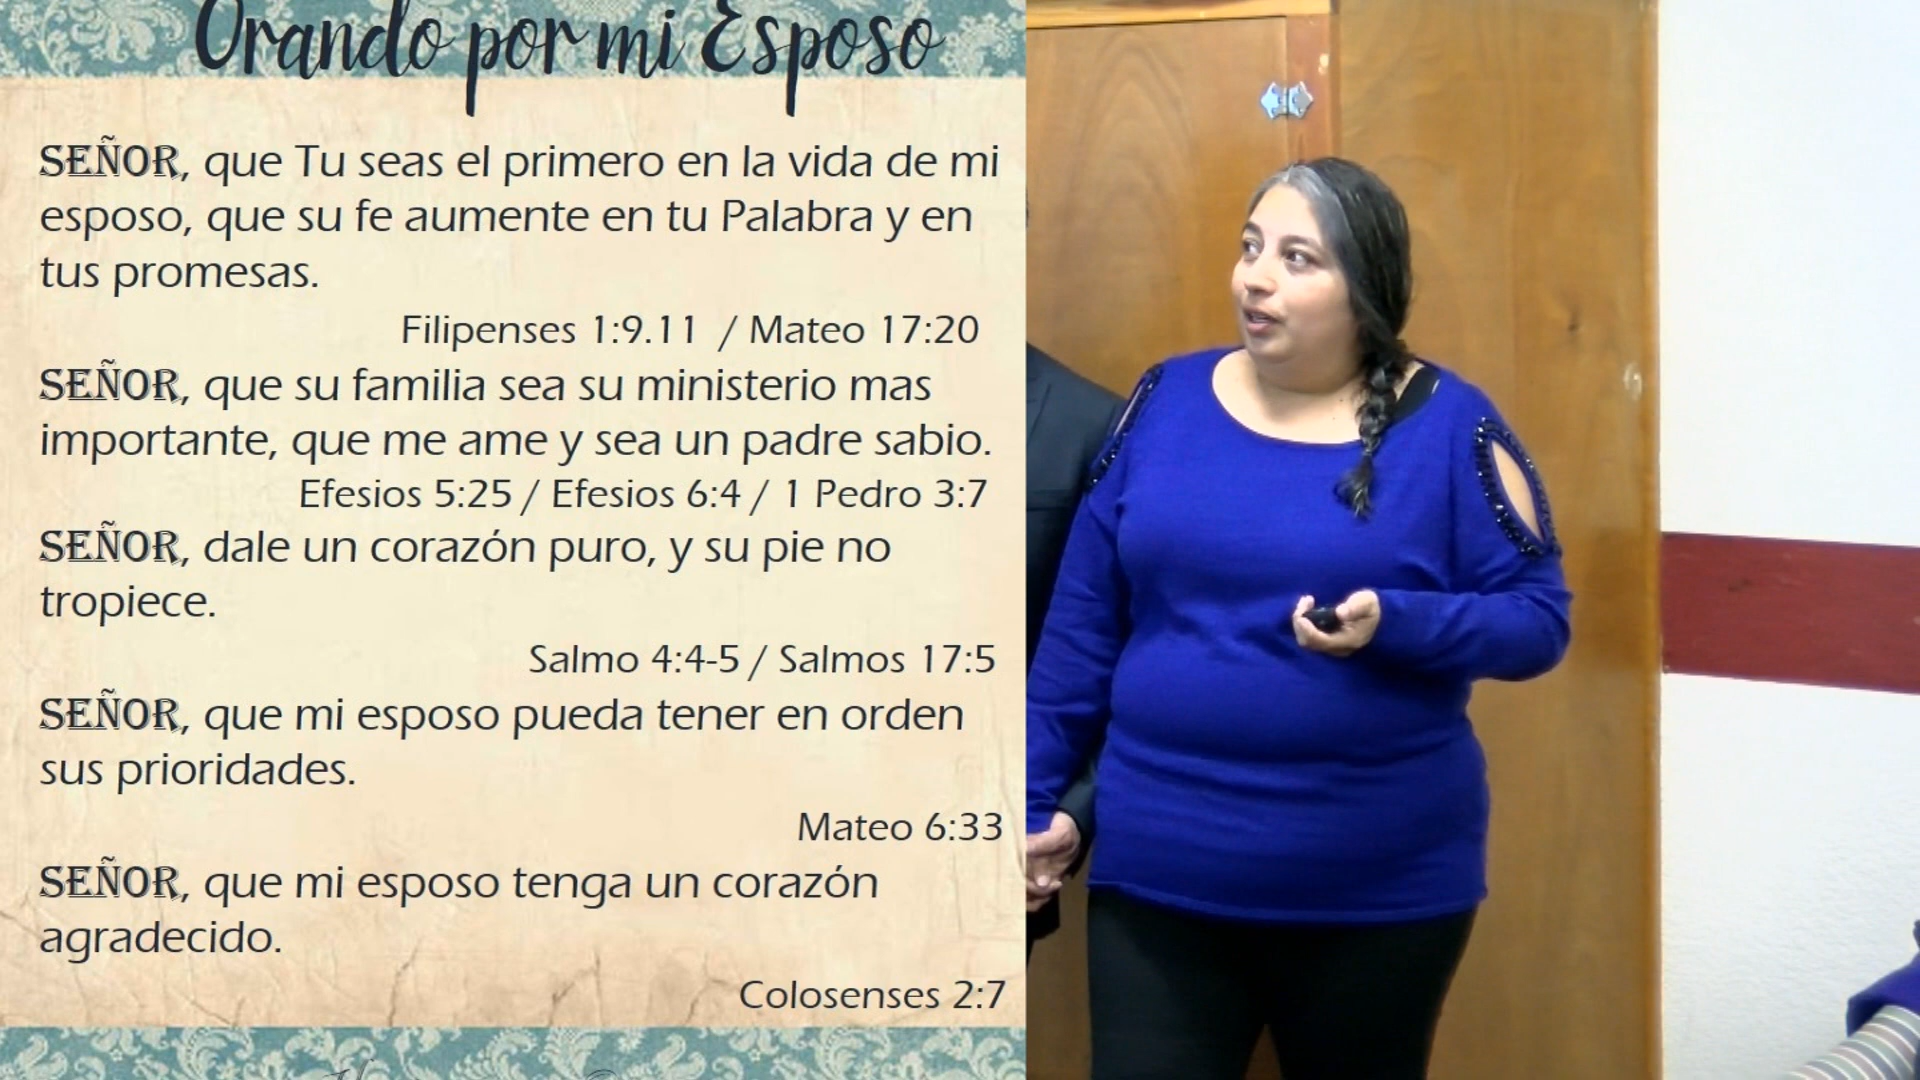 Orando por mi Esposo
SEÑOR, que Tu seas el primero en la vida de mi
esposo, que su fe aumente en tu Palabra y en
tus promesas.
Filipenses 1:9.11 / Mateo 17:20
SEÑOR, que su familia sea su ministerio mas
importante, que me ame y sea un padre sabio.
Efesios 5:25 / Efesios 6:4 / 1 Pedro 3:7
SEÑOR, dale un corazón puro, y su pie no
tropiece.
Salmo 4:4-5 / Salmos 17:5
SEÑOR, que mi esposo pueda tener en orden
sus prioridades.
Mateo 6:33
SEÑOR, que mi esposo tenga un corazón
agradecido.
Colosenses 2:7